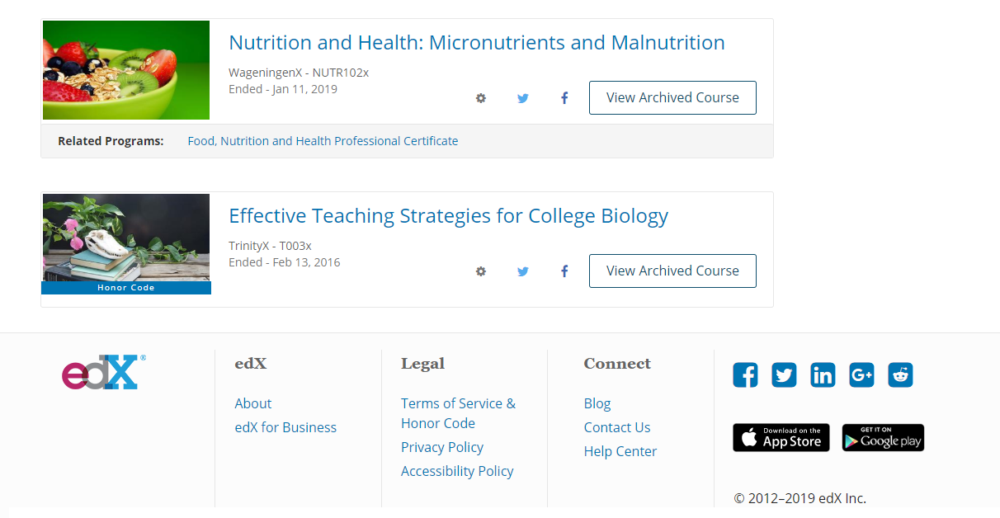 Nutrition and Health: Micronutrients and Malnutrition
WageningenX - NUTR102x
Ended - Jan 11, 2019
View Archived Course
Related Programs: Food, Nutrition and Health Professional Certificate
Effective Teaching Strategies for College Biology
TrinityX - T003x
Ended - Feb 13, 2016
View Archived Course
Honor Code
edX®
edX
About
edX for Business
Legal
Terms of Service &
Honor Code
Privacy Policy
Accessibility Policy
Connect
Blog
Contact Us
Help Center
G+
Download on the
App Store
GET IT ON
Google play
© 2012–2019 edX Inc.